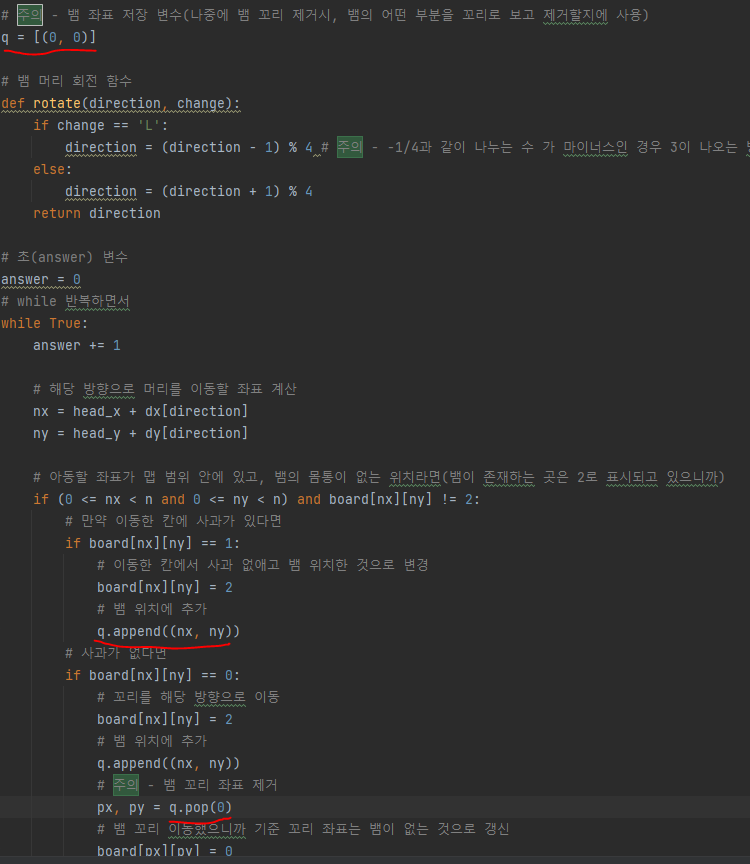 # 주의 - 뱀 좌표 저장 변수(나중에 뱀 꼬리 제거시, 뱀의 어떤 부분을 꼬리로 보고 제거할지에 사용)
q = [(0, 0)]
# 뱀 머리 회전 함수
def rotate(direction, change):
    if change == 'L':
        direction = (direction - 1) % 4 # 주의 - -1/4과 같이 나누는 수 가 마이너스인 경우 3이 나오는
    else:
        direction = (direction + 1) % 4
    return direction
# 초(answer) 변수
answer = 0
# while 반복하면서
while True:
    answer += 1
    # 해당 방향으로 머리를 이동할 좌표 계산
    nx = head_x + dx[direction]
    ny = head_y + dy[direction]
    # 아동할 좌표가 맵 범위 안에 있고, 뱀의 몸통이 없는 위치라면(뱀이 존재하는 곳은 2로 표시되고 있으니까)
    if (0 <= nx < n and 0 <= ny < n) and board[nx][ny] != 2:
        # 만약 이동한 칸에 사과가 있다면
        if board[nx][ny] == 1:
            # 이동한 칸에서 사과 없애고 뱀 위치한 것으로 변경
            board[nx][ny] = 2
            # 뱀 위치에 추가
            q.append((nx, ny))
        # 사과가 없다면
        if board[nx][ny] == 0:
            # 꼬리를 해당 방향으로 이동
            board[nx][ny] = 2
            # 뱀 위치에 추가
            q.append((nx, ny))
            # 주의 - 뱀 꼬리 좌표 제거
            px, py = q.pop(0)
            # 뱀 꼬리 이동했으니까 기준 꼬리 좌표는 뱀이 없는 것으로 갱신
            board[px][py] = 0